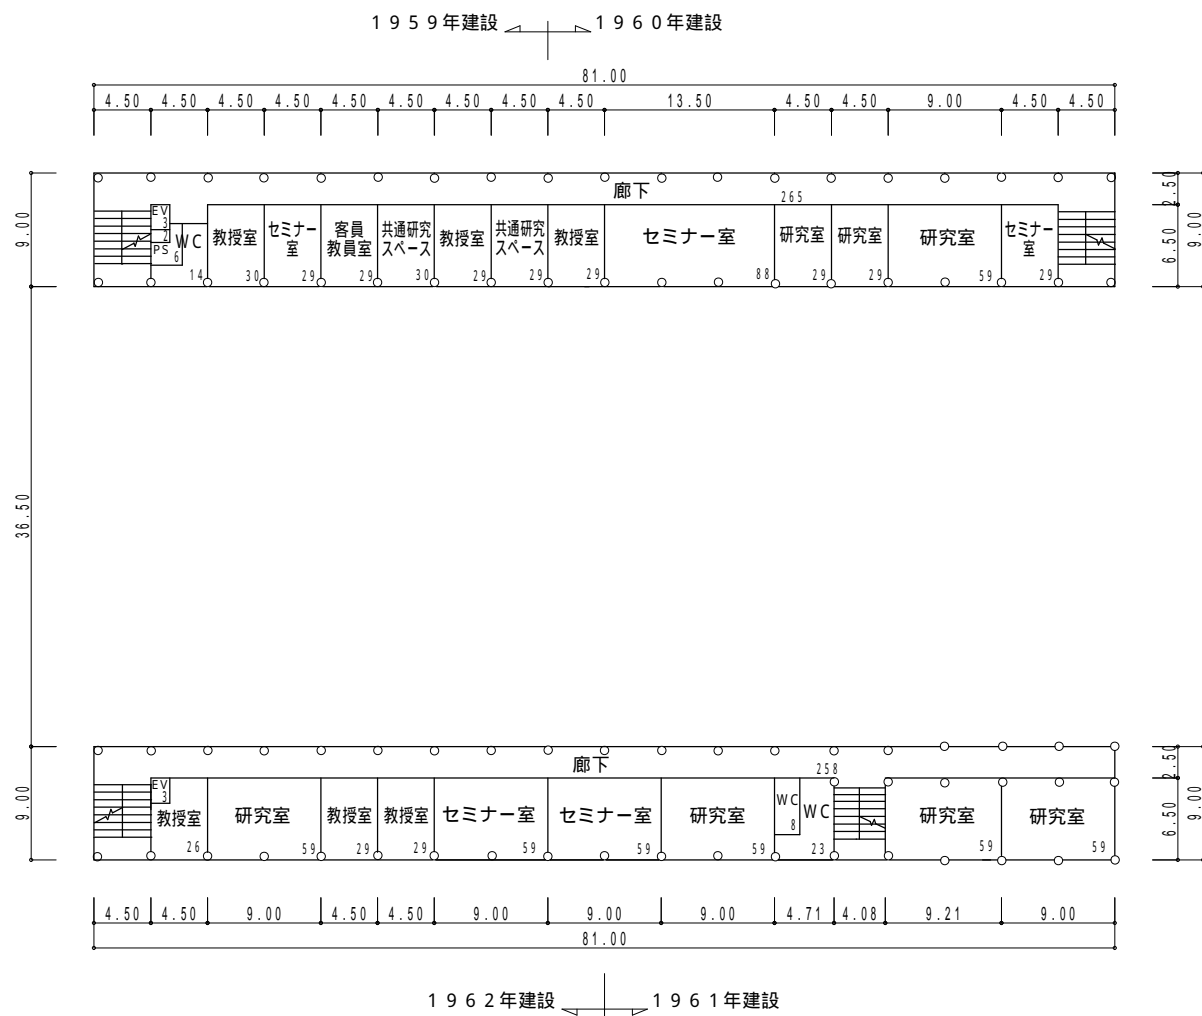 １９５９年建設 １９６０年建設
81.00
4.50 4.50 4.50 4.50 4.50 4.50 4.50 4.50 4.50 13.50 4.50 4.50 9.00 4.50 4.50
廊下
265
9.00
2.50
6.50
9.00
EV
3
2
PS
WC
6
14
教授室
30
セミナー室
29
客員教員室
29
共通研究スペース
30
教授室
29
共通研究スペース
29
教授室
29
セミナー室
88
研究室
29
研究室
29
研究室
59
セミナー室
29
36.50
廊下
258
9.00
2.50
6.50
9.00
EV
3
教授室
26
研究室
59
教授室
29
教授室
29
セミナー室
59
セミナー室
59
研究室
59
WC
8
WC
23
研究室
59
研究室
59
4.50 4.50 9.00 4.50 4.50 9.00 9.00 9.00 4.71 4.08 9.21 9.00
81.00
１９６２年建設 １９６１年建設